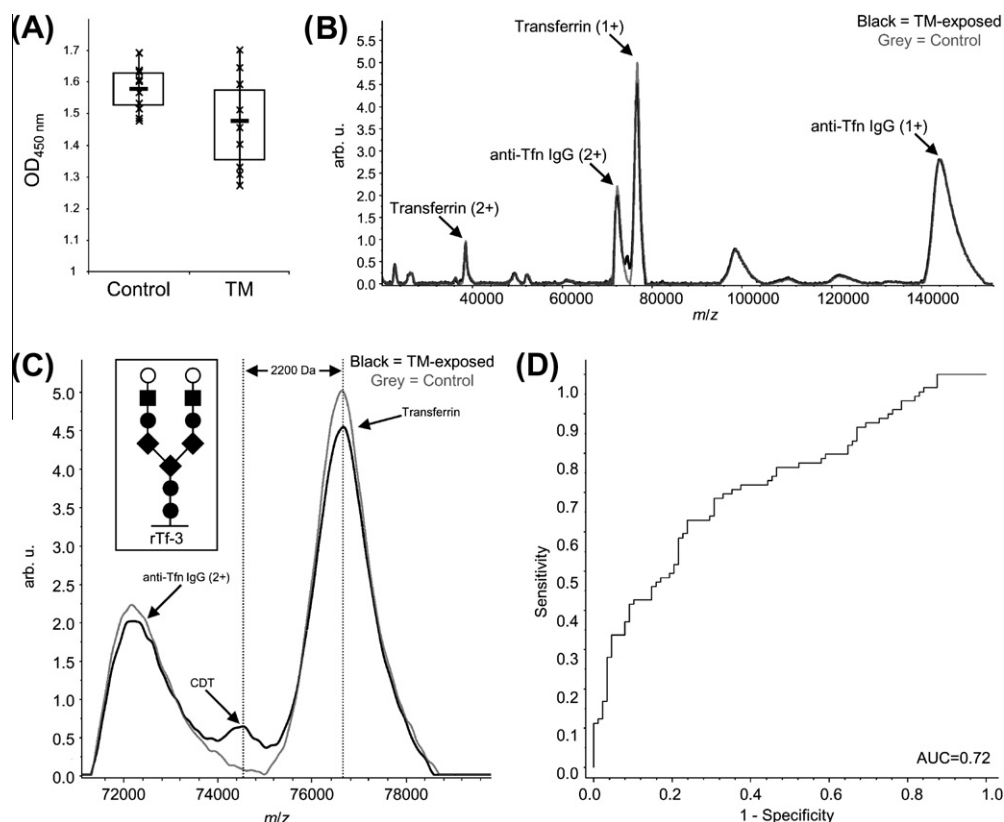 (A)
1.7
1.6
1.5
1.4
1.3
1.2
1.1
1
OD450 nm
Control TM
(B)
Black = TM-exposed
Grey = Control
5.5
5.0
4.5
4.0
3.5
3.0
2.5
2.0
1.5
1.0
0.5
0.0
arb. u.
Transferrin (1+)
anti-Tfn IgG (1+)
anti-Tfn IgG (2+)
Transferrin (2+)
40000 60000 80000 100000 120000 140000
m/z
(C)
Black = TM-exposed
Grey = Control
2200 Da
Transferrin
rTf-3
anti-Tfn IgG (2+)
CDT
5.0
4.5
4.0
3.5
3.0
2.5
2.0
1.5
1.0
0.5
0.0
arb. u.
72000 74000 76000 78000
m/z
(D)
1.0
0.9
0.8
0.7
0.6
0.5
0.4
0.3
0.2
0.1
0.0
Sensitivity
AUC=0.72
0.0 0.2 0.4 0.6 0.8 1.0
1 - Specificity